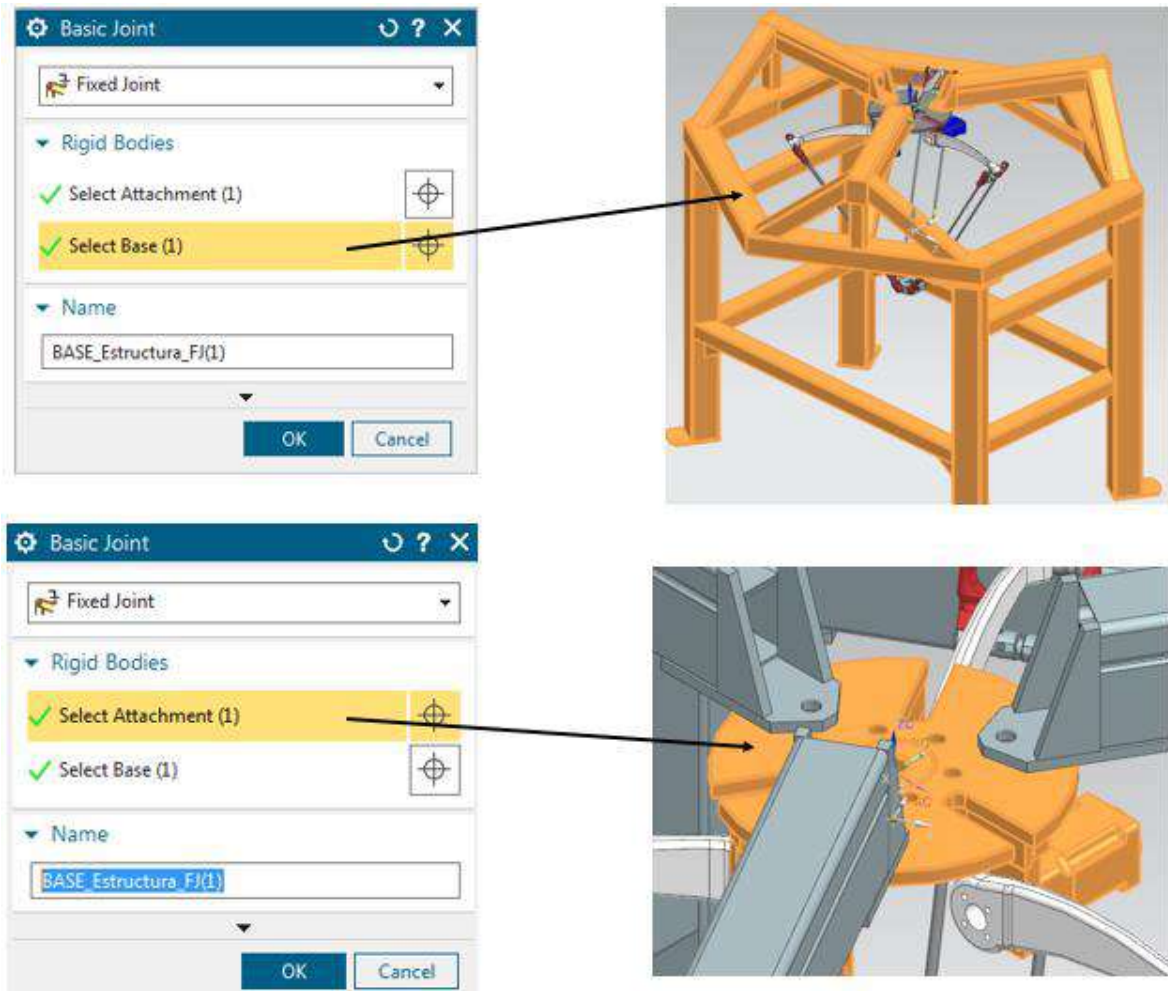 Basic Joint
Fixed Joint
Rigid Bodies
Select Attachment (1)
Select Base (1)
Name
BASE_Estructura_FJ(1)
OK Cancel
Basic Joint
Fixed Joint
Rigid Bodies
Select Attachment (1)
Select Base (1)
Name
BASE_Estructura_FJ(1)
OK Cancel